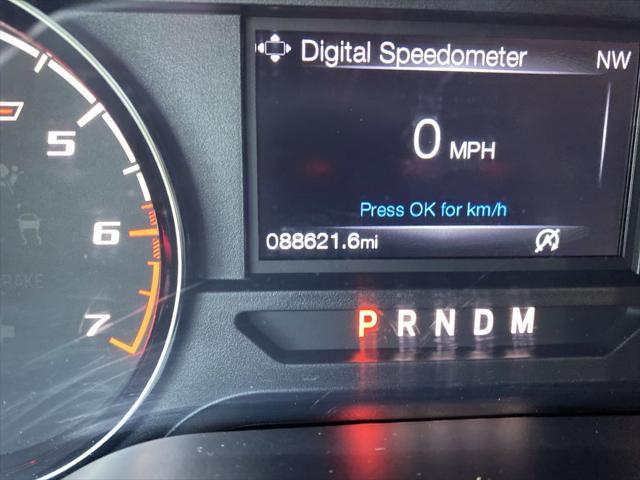 Digital Speedometer
NW
0 MPH
Press OK for km/h
088621.6mi
P R N D M
5
6
7